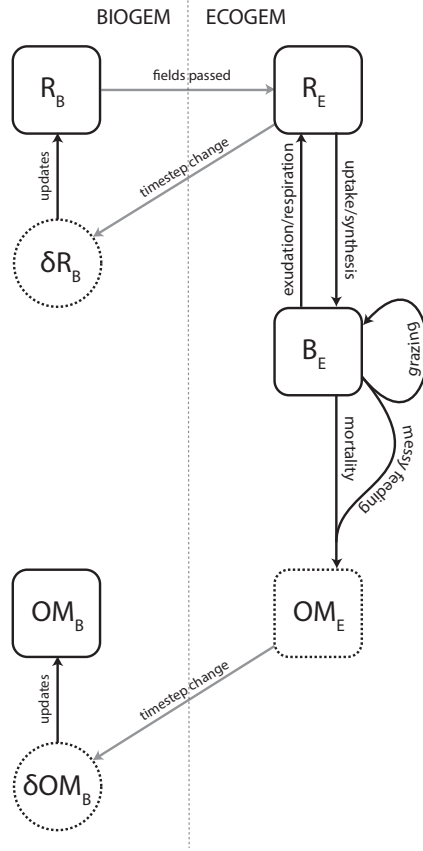 BIOGEM
ECOGEM
R_B
fields passed
R_E
timestep change
updates
δR_B
exudation/respiration
uptake/synthesis
B_E
grazing
mortality
messy feeding
OM_B
OM_E
timestep change
updates
δOM_B